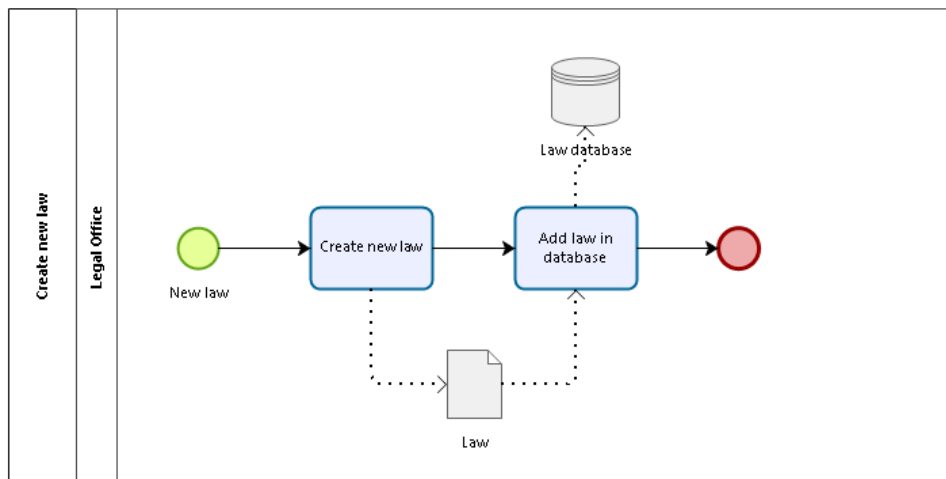 Create new law
Legal Office
New law
Create new law
Add law in
database
Law database
Law